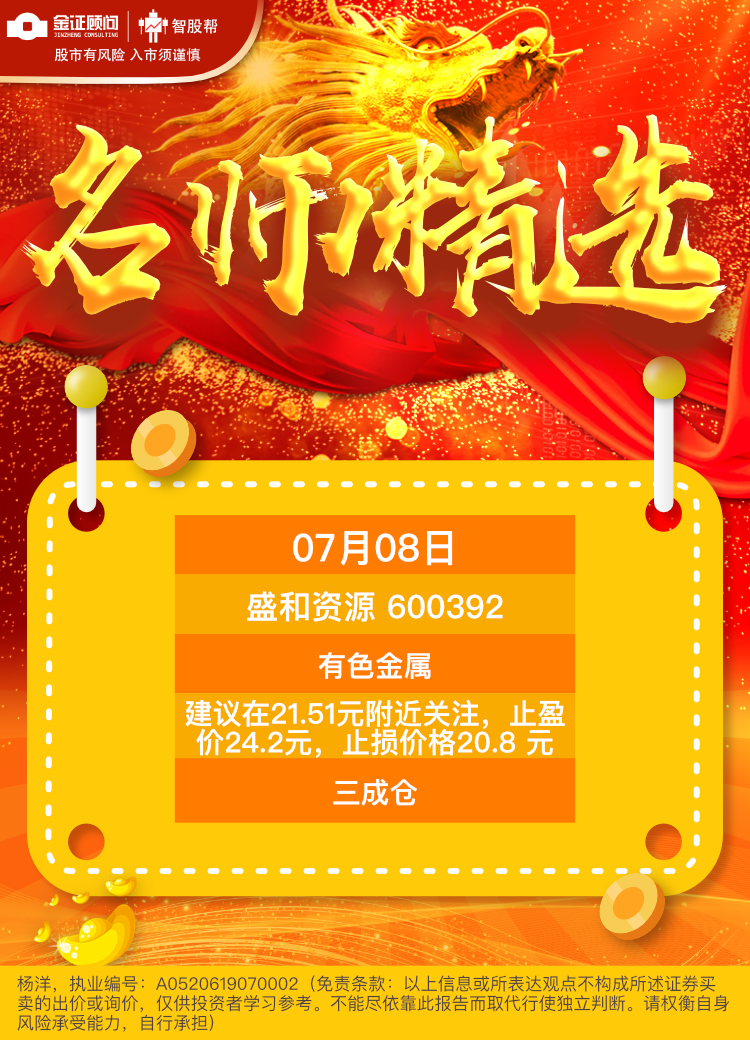 金证顾问
JINZHENG CONSULTING
智股帮
股市有风险 入市须谨慎
名师精选
07月08日
盛和资源 600392
有色金属
建议在21.51元附近关注，止盈
价24.2元，止损价格20.8 元
三成仓
杨洋，执业编号：A0520619070002（免责条款：以上信息或所表达观点不构成所述证券买
卖的出价或询价，仅供投资者学习参考。不能尽依靠此报告而取代行使独立判断。请权衡自身
风险承受能力，自行承担）